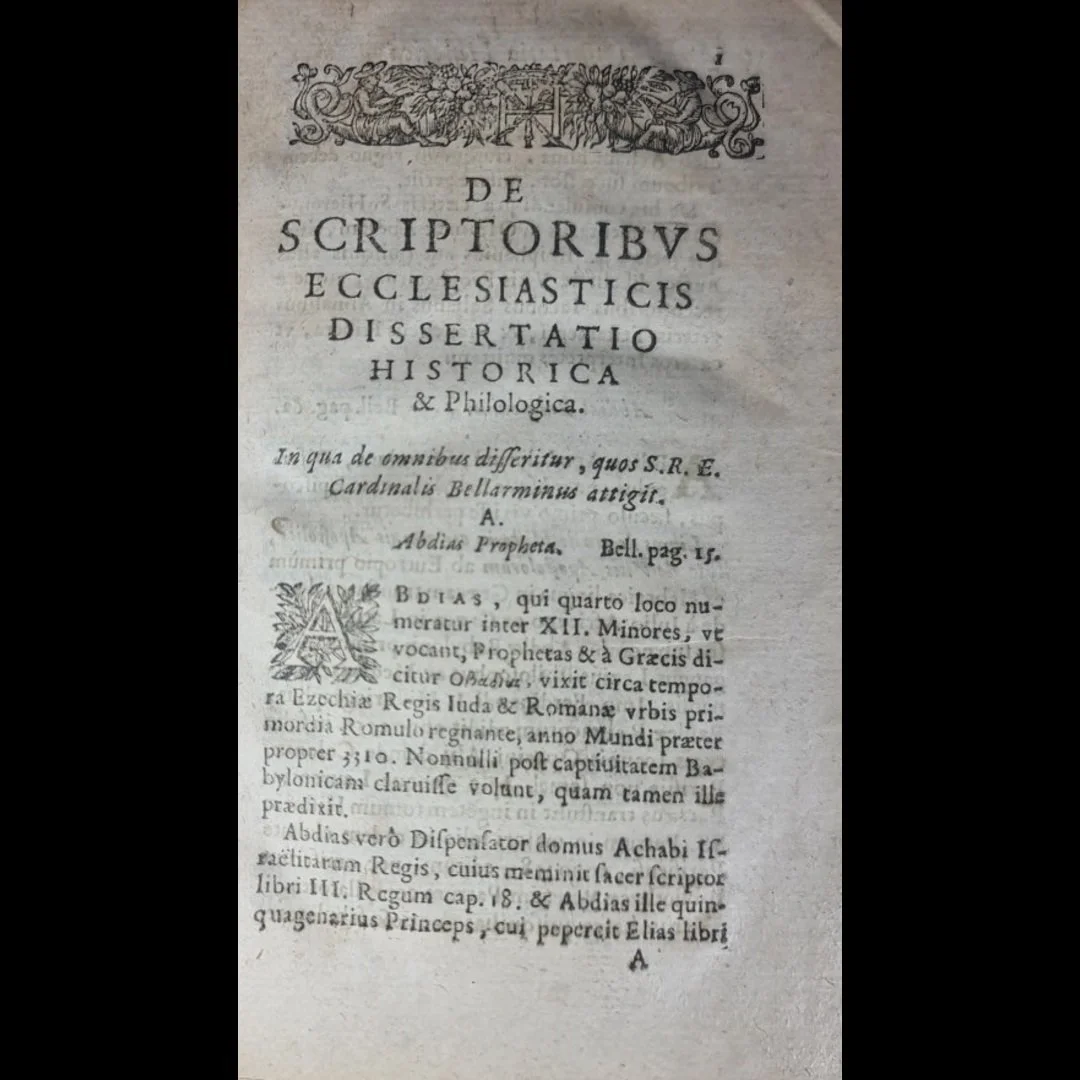 1
DE
SCRIPTORIBVS
ECCLESIASTICIS
DISSERTATIO
HISTORICA
& Philologica.
In qua de omnibus disseritur, quos S. R. E.
Cardinalis Bellarminus attigit.
A.
Abdias Propheta. Bell. pag. 15.
ABDIAS, qui quarto loco nu-
meratur inter XII. Minores, vt
vocant, Prophetas & à Græcis di-
citur vixit circa tempo-
ra Ezechiæ Regis Iuda & Romanæ vrbis pri-
mordia Romulo regnante, anno Mundi præter
propter 3310. Nonnulli post captiuitatem Ba-
bylonicam claruisse volunt, quam tamen ille
prædixit.
Abdias verò Dispensator domus Achabi Is-
raëlitarum Regis, cuius meminit sacer scriptor
libri III. Regum cap. 18. & Abdias ille quin-
quagenarius Princeps, cui pepercit Elias libri
A